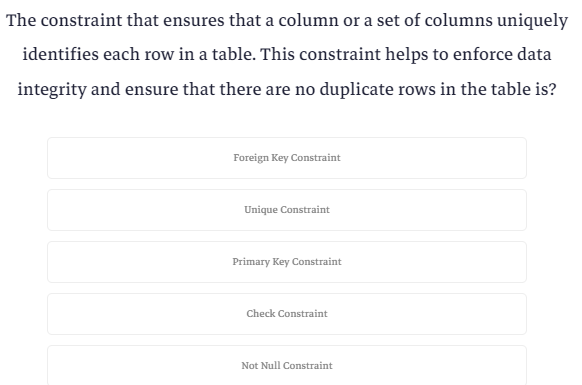 The constraint that ensures that a column or a set of columns uniquely
identifies each row in a table. This constraint helps to enforce data
integrity and ensure that there are no duplicate rows in the table is?
Foreign Key Constraint
Unique Constraint
Primary Key Constraint
Check Constraint
Not Null Constraint